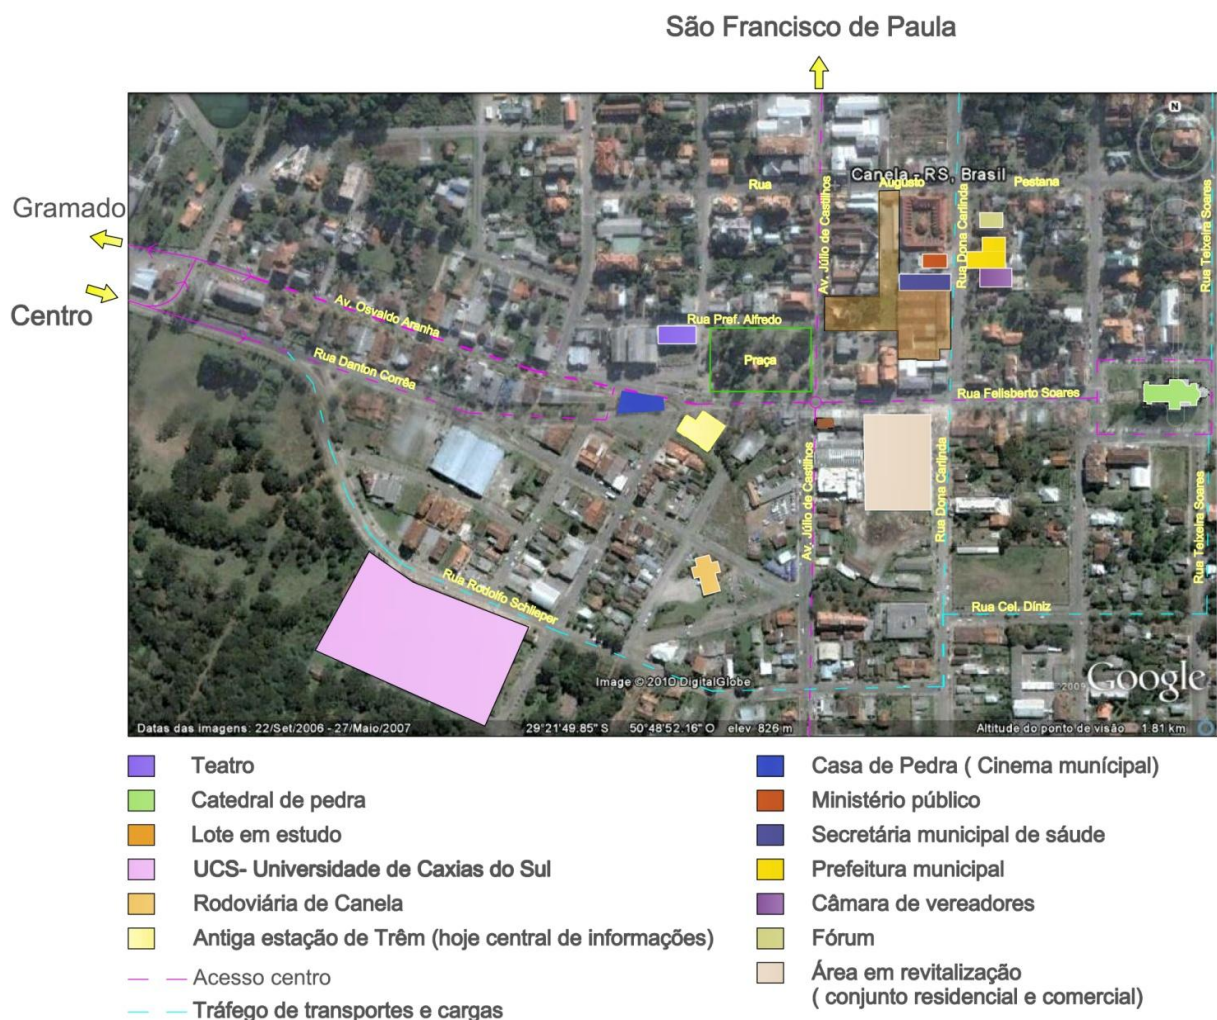 São Francisco de Paula
Gramado
Centro
N
Canela - RS, Brasil
Rua Augusto Pestana
Av. Júlio de Castilhos
Rua Dona Carlinda
Rua Teixeira Soares
Av. Osvaldo Aranha
Rua Pref. Alfredo
Praça
Rua Danton Corrêa
Rua Felisberto Soares
Av. Júlio de Castilhos
Rua Dona Carlinda
Rua Teixeira Soares
Rua Rodolfo Schlieper
Rua Cel. Diniz
Image © 2010 DigitalGlobe
©2009 Google
Datas das imagens: 22/Set/2006 - 27/Maio/2007 29°21'49.85" S 50°48'52.16" O elev 826 m Altitude do ponto de visão 1.81 km
Teatro
Catedral de pedra
Lote em estudo
UCS- Universidade de Caxias do Sul
Rodoviária de Canela
Antiga estação de Trêm (hoje central de informações)
Acesso centro
Tráfego de transportes e cargas
Casa de Pedra ( Cinema munícipal)
Ministério público
Secretária municipal de sáude
Prefeitura municipal
Câmara de vereadores
Fórum
Área em revitalização
( conjunto residencial e comercial)